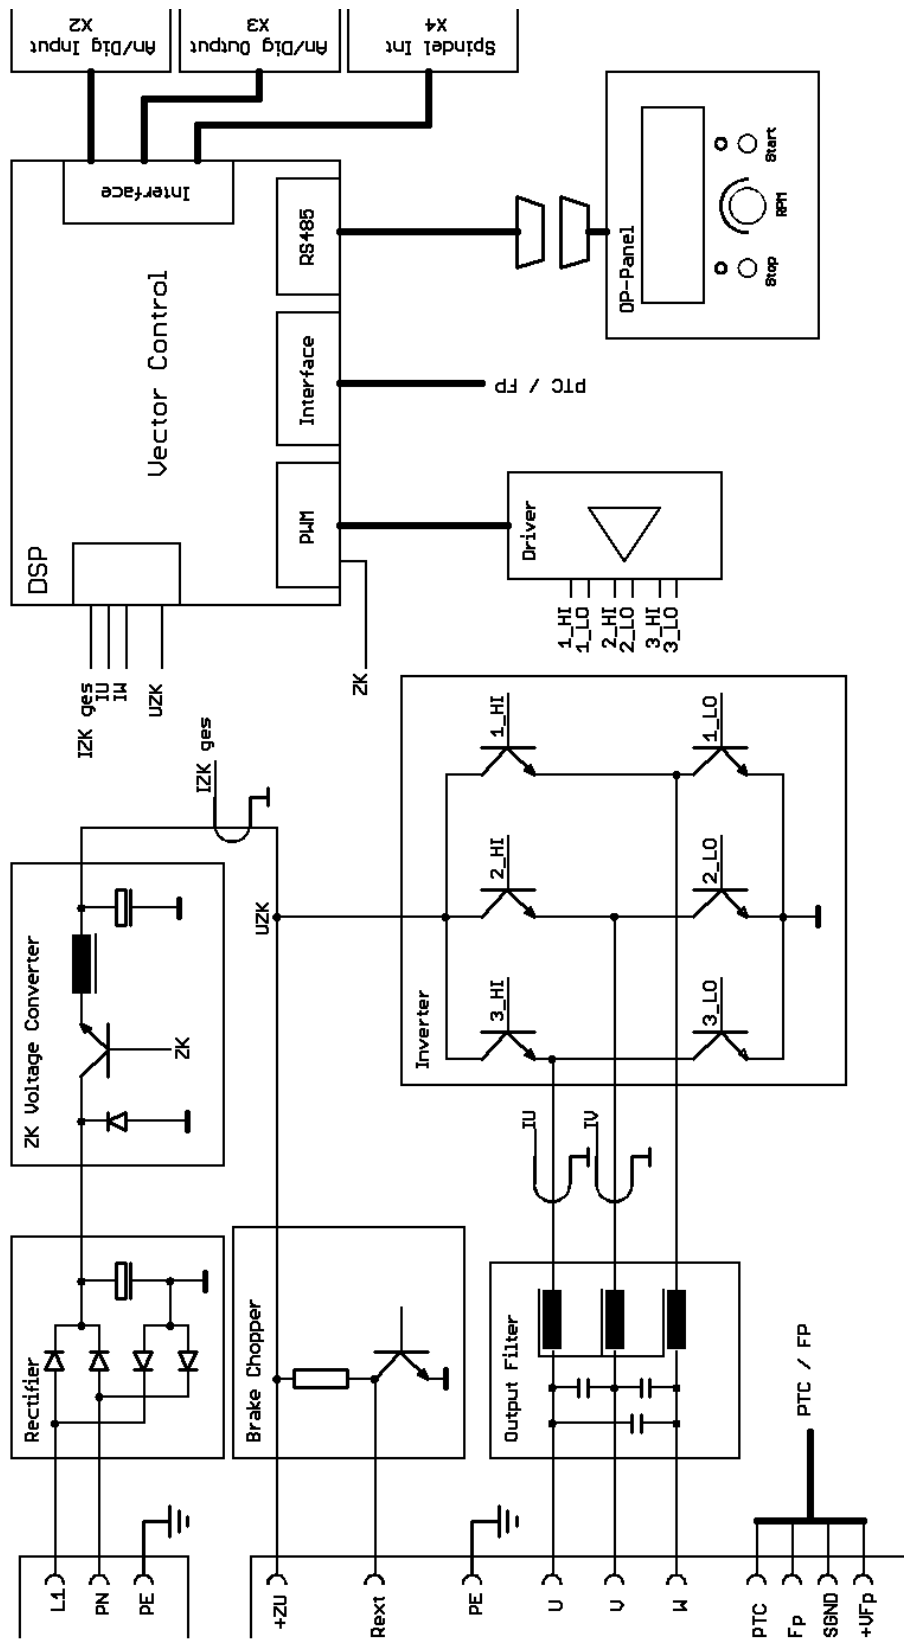 An/Dig Input
X2
An/Dig Output
X3
Spindel Int
X4
Interface
RS485
Vector Control
Interface
PTC / FP
PWM
DSP
OP-Panel
Start
RPM
Stop
Driver
1_HI
1_LO
2_HI
2_LO
3_HI
3_LO
IZK ges
IU
IW
UZK
ZK
IZK ges
ZK Voltage Converter
ZK
UZK
Inverter
1_HI
2_HI
3_HI
1_LO
2_LO
3_LO
IU
IV
Rectifier
Brake Chopper
Output Filter
PTC / FP
L1
PN
PE
+ZU
Rext
PE
U
V
W
PTC
Fp
SGND
+VFp